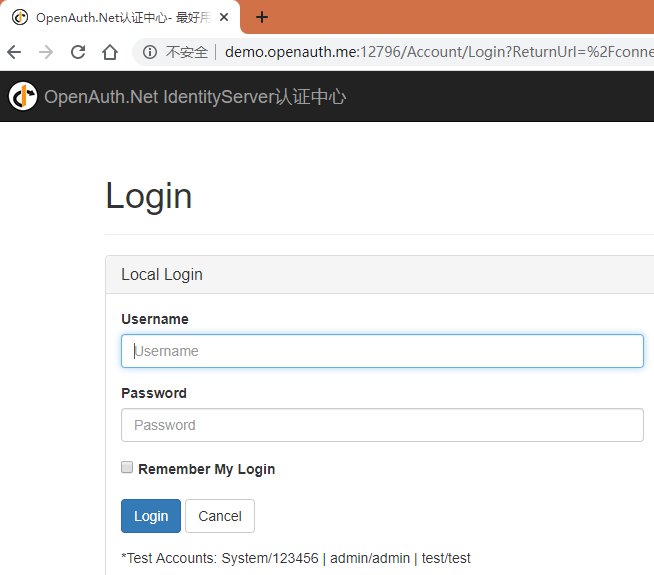 OpenAuth.Net认证中心- 最好用
不安全 demo.openauth.me:12796/Account/Login?ReturnUrl=%2Fconne
OpenAuth.Net IdentityServer认证中心
Login
Local Login
Username
Username
Password
Password
Remember My Login
Login Cancel
*Test Accounts: System/123456 | admin/admin | test/test